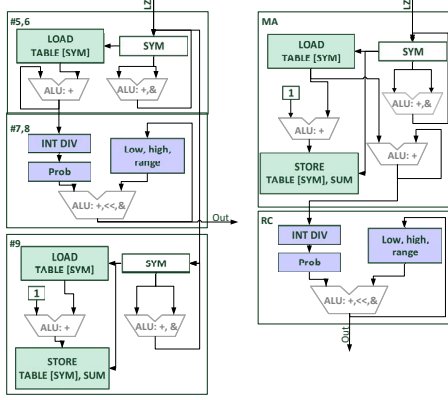 LZ
#5,6
LOAD
TABLE [SYM]
SYM
ALU: +
ALU: +,&
#7,8
INT DIV
Prob
Low, high,
range
ALU: +,<<,&
Out
#9
LOAD
TABLE [SYM]
SYM
1
ALU: +
ALU: +, &
STORE
TABLE [SYM], SUM
LZ
MA
LOAD
TABLE [SYM]
SYM
1
ALU: +,&
ALU: +
ALU: +
STORE
TABLE [SYM], SUM
RC
INT DIV
Prob
Low, high,
range
ALU: +,<<,&
Out